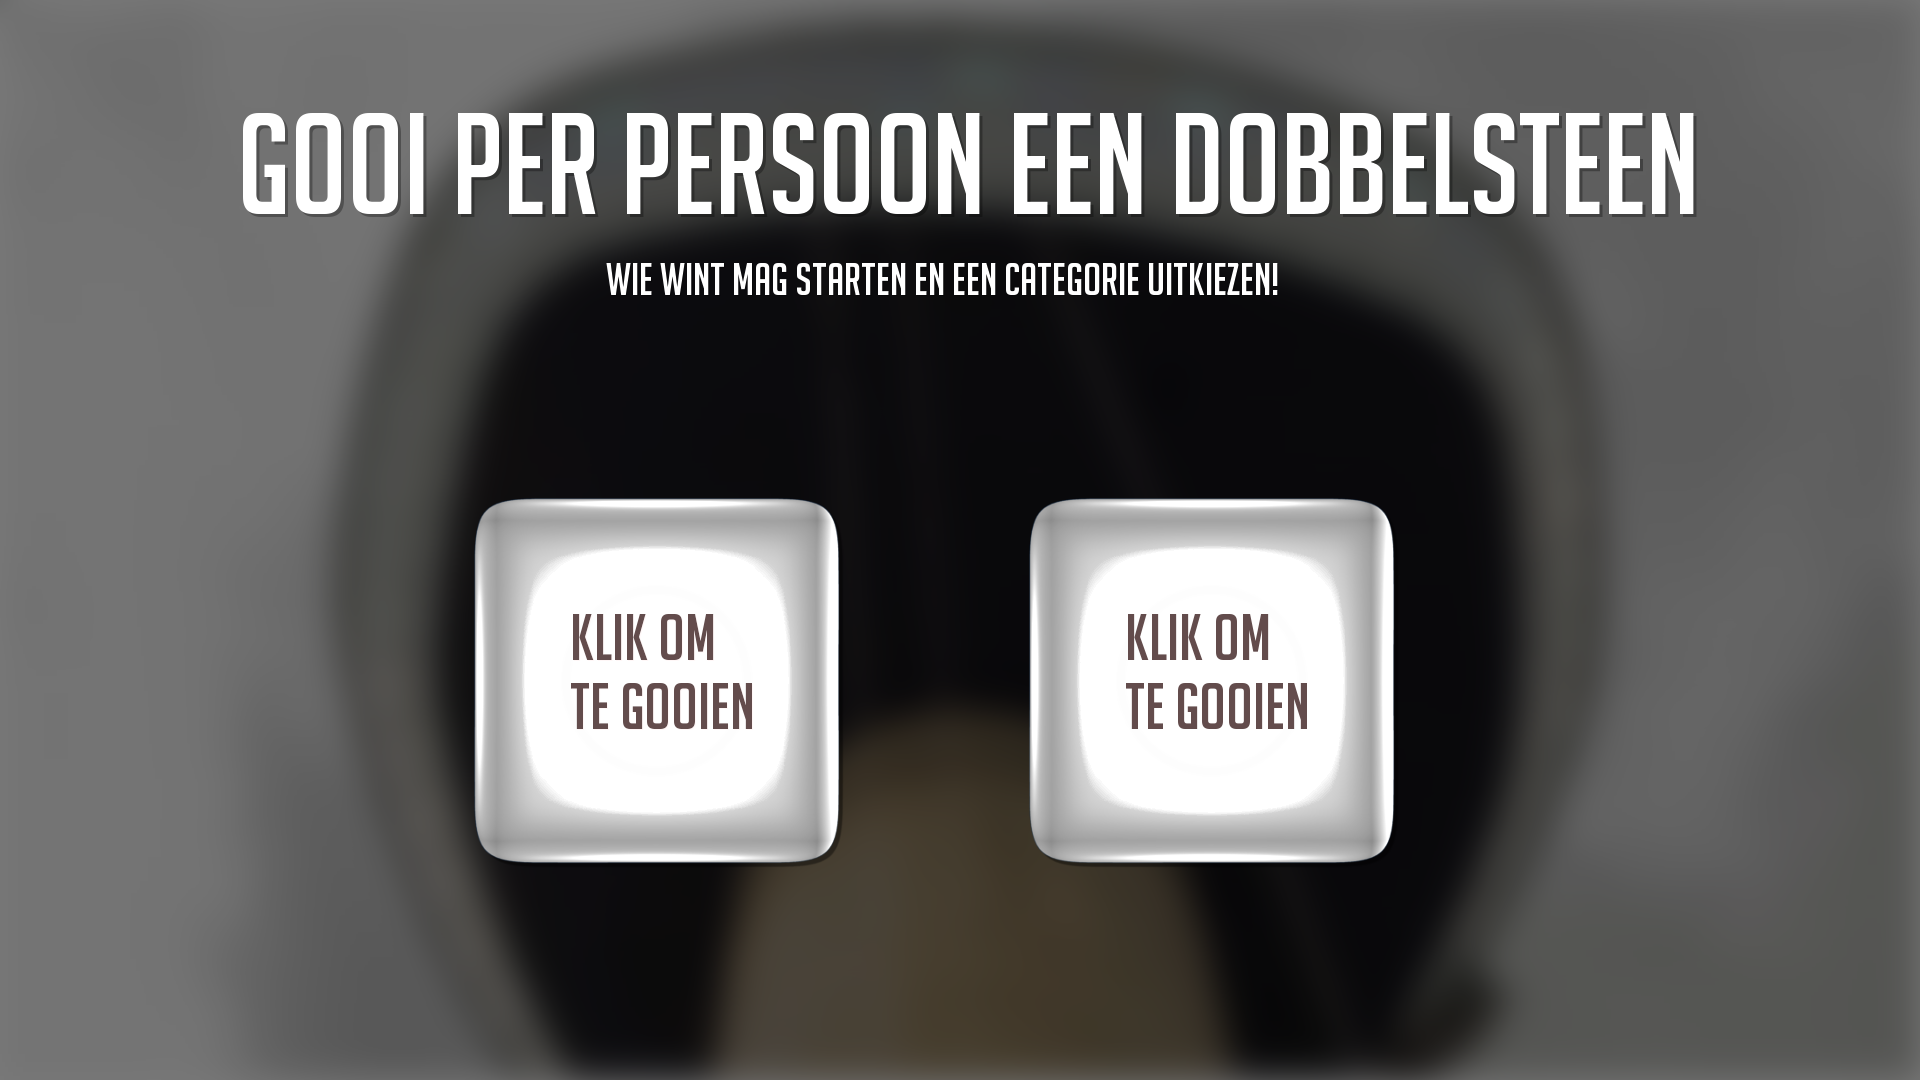 GOOI PER PERSOON EEN DOBBELSTEEN
WIE WINT MAG STARTEN EN EEN CATEGORIE UITKIEZEN!
KLIK OM
TE GOOIEN
KLIK OM
TE GOOIEN